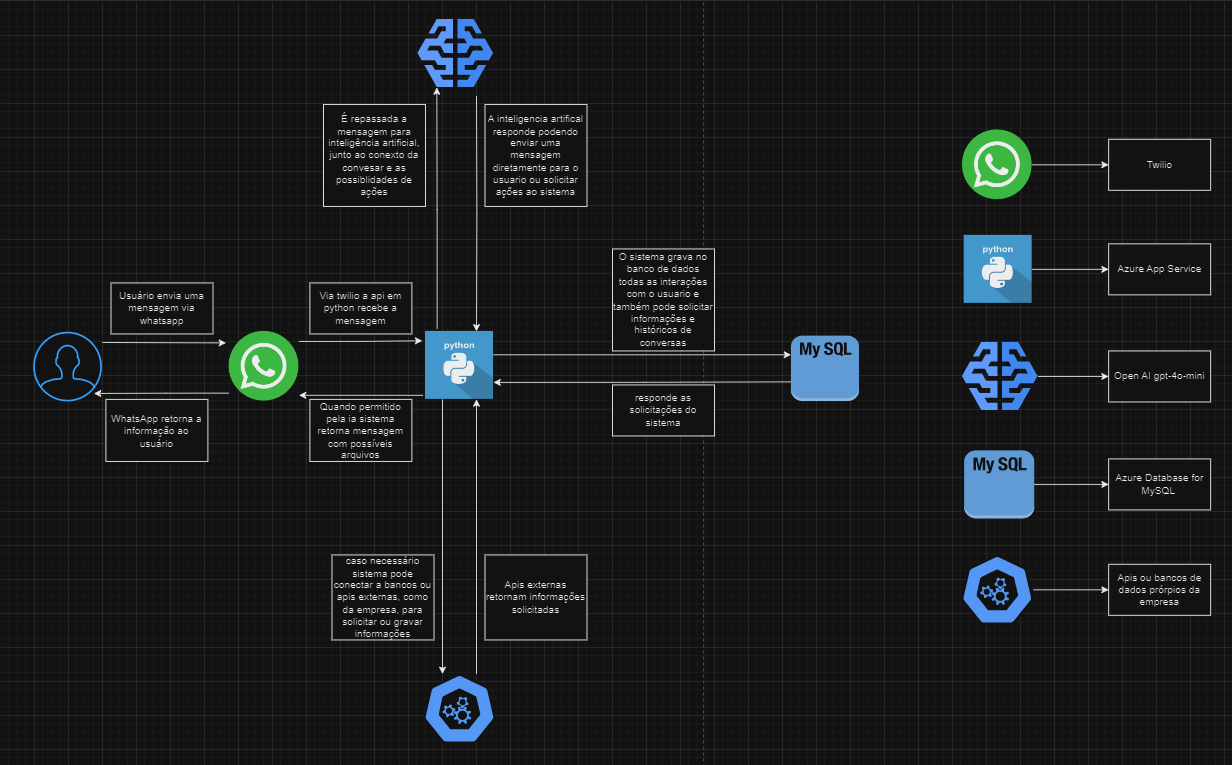 É repassada a
mensagem para
inteligência artificial,
junto ao conexto da
convesar e as
possiblidades de
ações
A inteligencia artifical
responde podendo
enviar uma
mensagem
diretamente para o
usuario ou solicitar
ações ao sistema
Usuário envia uma
mensagem via
whatsapp
Via twilio a api em
python recebe a
mensagem
O sistema grava no
banco de dados
todas as interações
com o usuario e
também pode solicitar
informações e
históricos de
conversas
python
My SQL
WhatsApp retorna a
informação ao
usuário
Quando permitido
pela ia sistema
retorna mensagem
com possíveis
arquivos
responde as
solicitações do
sistema
caso necessário
sistema pode
conectar a bancos ou
apis externas, como
da empresa, para
solicitar ou gravar
informações
Apis externas
retornam informações
solicitadas
Twilio
python
Azure App Service
Open AI gpt-4o-mini
My SQL
Azure Database for
MySQL
Apis ou bancos de
dados prórpios da
empresa